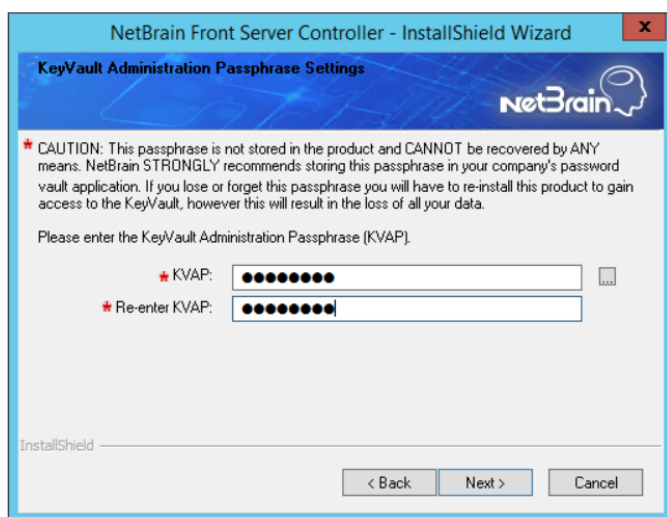 NetBrain Front Server Controller - InstallShield Wizard
x
KeyVault Administration Passphrase Settings
NetBrain
* CAUTION: This passphrase is not stored in the product and CANNOT be recovered by ANY
means. NetBrain STRONGLY recommends storing this passphrase in your company's password
vault application. If you lose or forget this passphrase you will have to re-install this product to gain
access to the KeyVault, however this will result in the loss of all your data.
Please enter the KeyVault Administration Passphrase (KVAP).
* KVAP: ●●●●●●●● ...
* Re-enter KVAP: ●●●●●●●●
InstallShield
< Back Next > Cancel